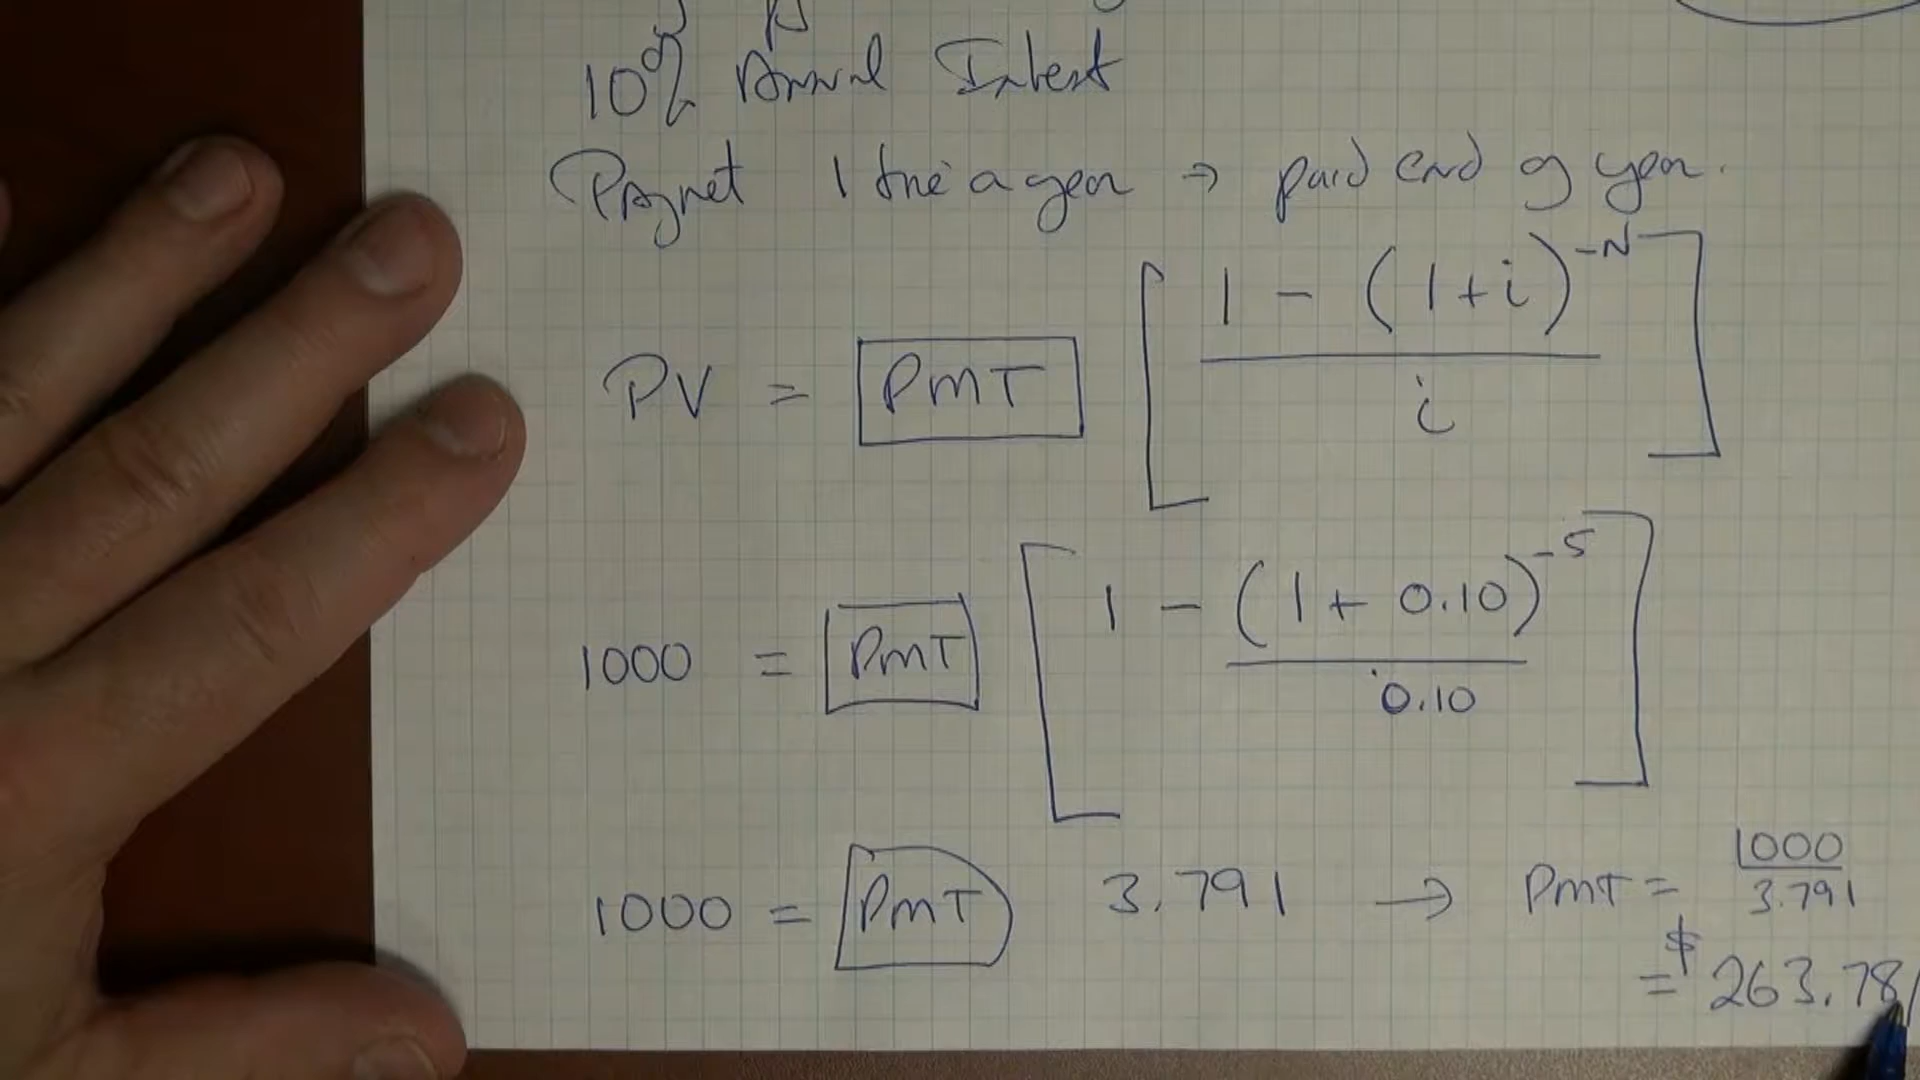 10% Annual Interest
Payment 1 time a year → paid end of year.
PV = PMT [ 1 - (1+i)^-N / i ]
1000 = PMT [ 1 - (1+0.10)^-5 / 0.10 ]
1000 = PMT 3.791 → PMT = 1000 / 3.791
= $263.78/